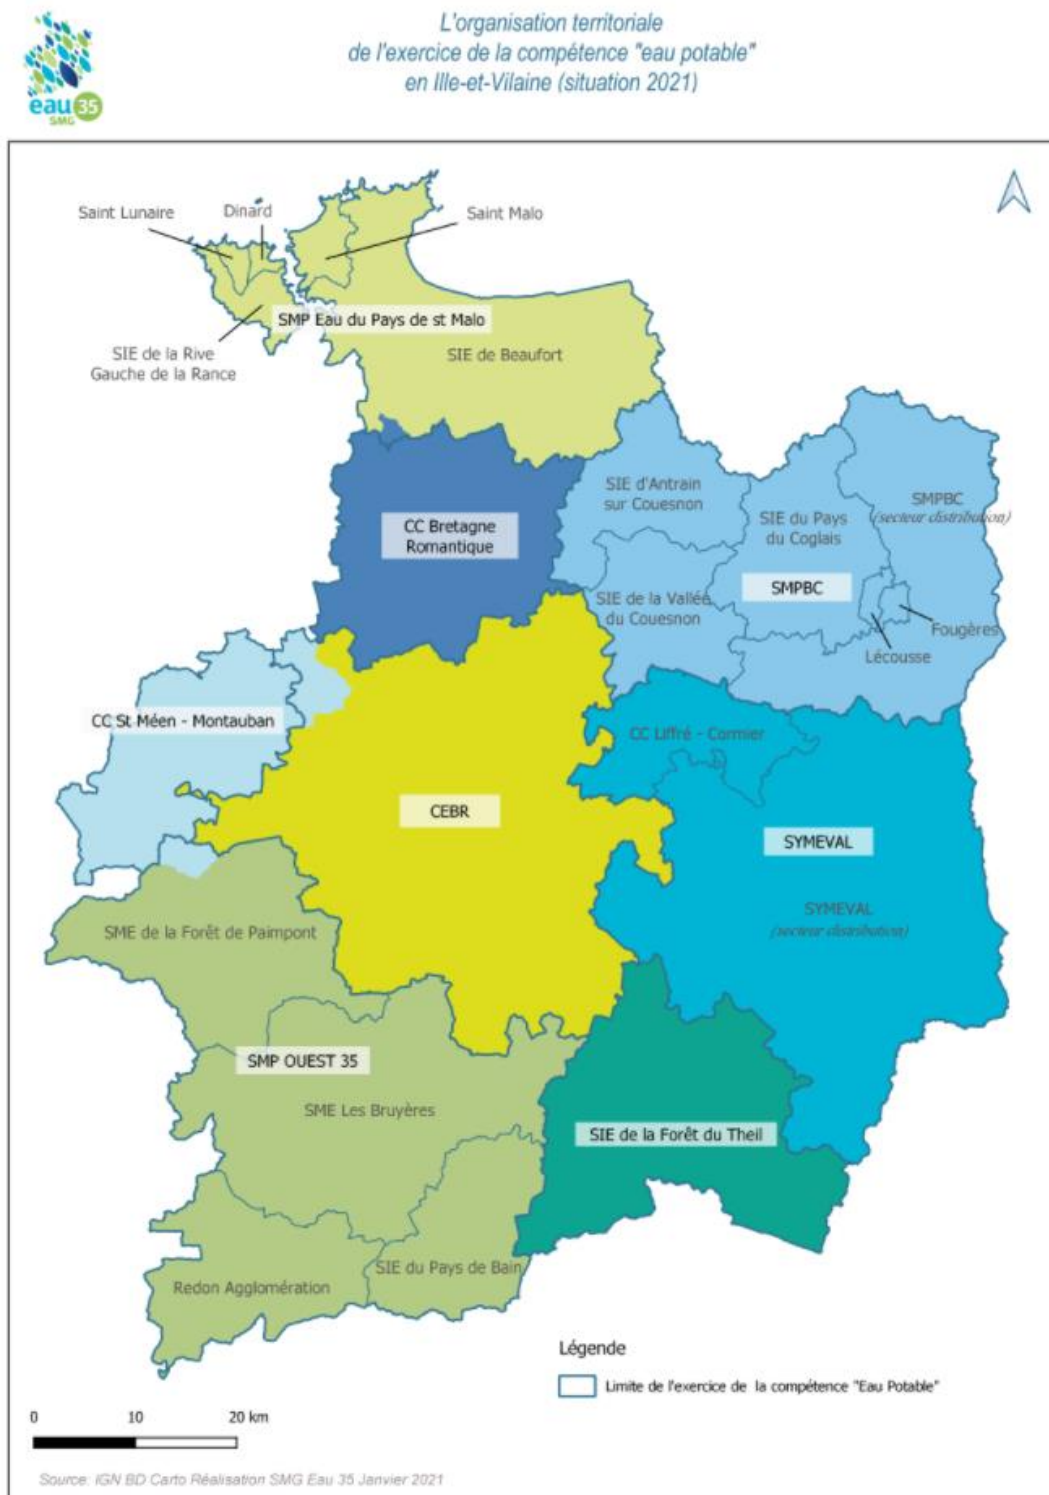 eau 35
SMG
L'organisation territoriale
de l'exercice de la compétence "eau potable"
en Ille-et-Vilaine (situation 2021)
Saint Lunaire
Dinard
Saint Malo
SMP Eau du Pays de st Malo
SIE de la Rive
Gauche de la Rance
SIE de Beaufort
CC Bretagne
Romantique
SIE d'Antrain
sur Couesnon
SIE du Pays
du Coglais
SMPBC
(secteur distribution)
SMPBC
SIE de la Vallée
du Couesnon
Fougères
Lécousse
CC St Méen - Montauban
CC Liffré - Cormier
CEBR
SYMEVAL
SYMEVAL
(secteur distribution)
SME de la Forêt de Paimpont
SMP OUEST 35
SME Les Bruyères
SIE de la Forêt du Theil
SIE du Pays de Bain
Redon Agglomération
Légende
Limite de l'exercice de la compétence "Eau Potable"
0 10 20 km
Source: IGN BD Carto Réalisation SMG Eau 35 Janvier 2021